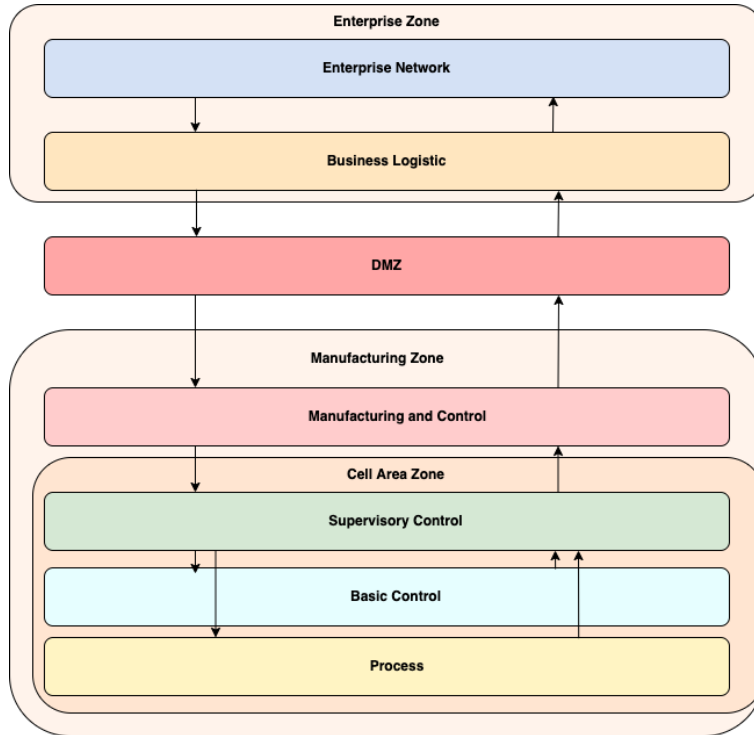 Enterprise Zone
Enterprise Network
Business Logistic
DMZ
Manufacturing Zone
Manufacturing and Control
Cell Area Zone
Supervisory Control
Basic Control
Process